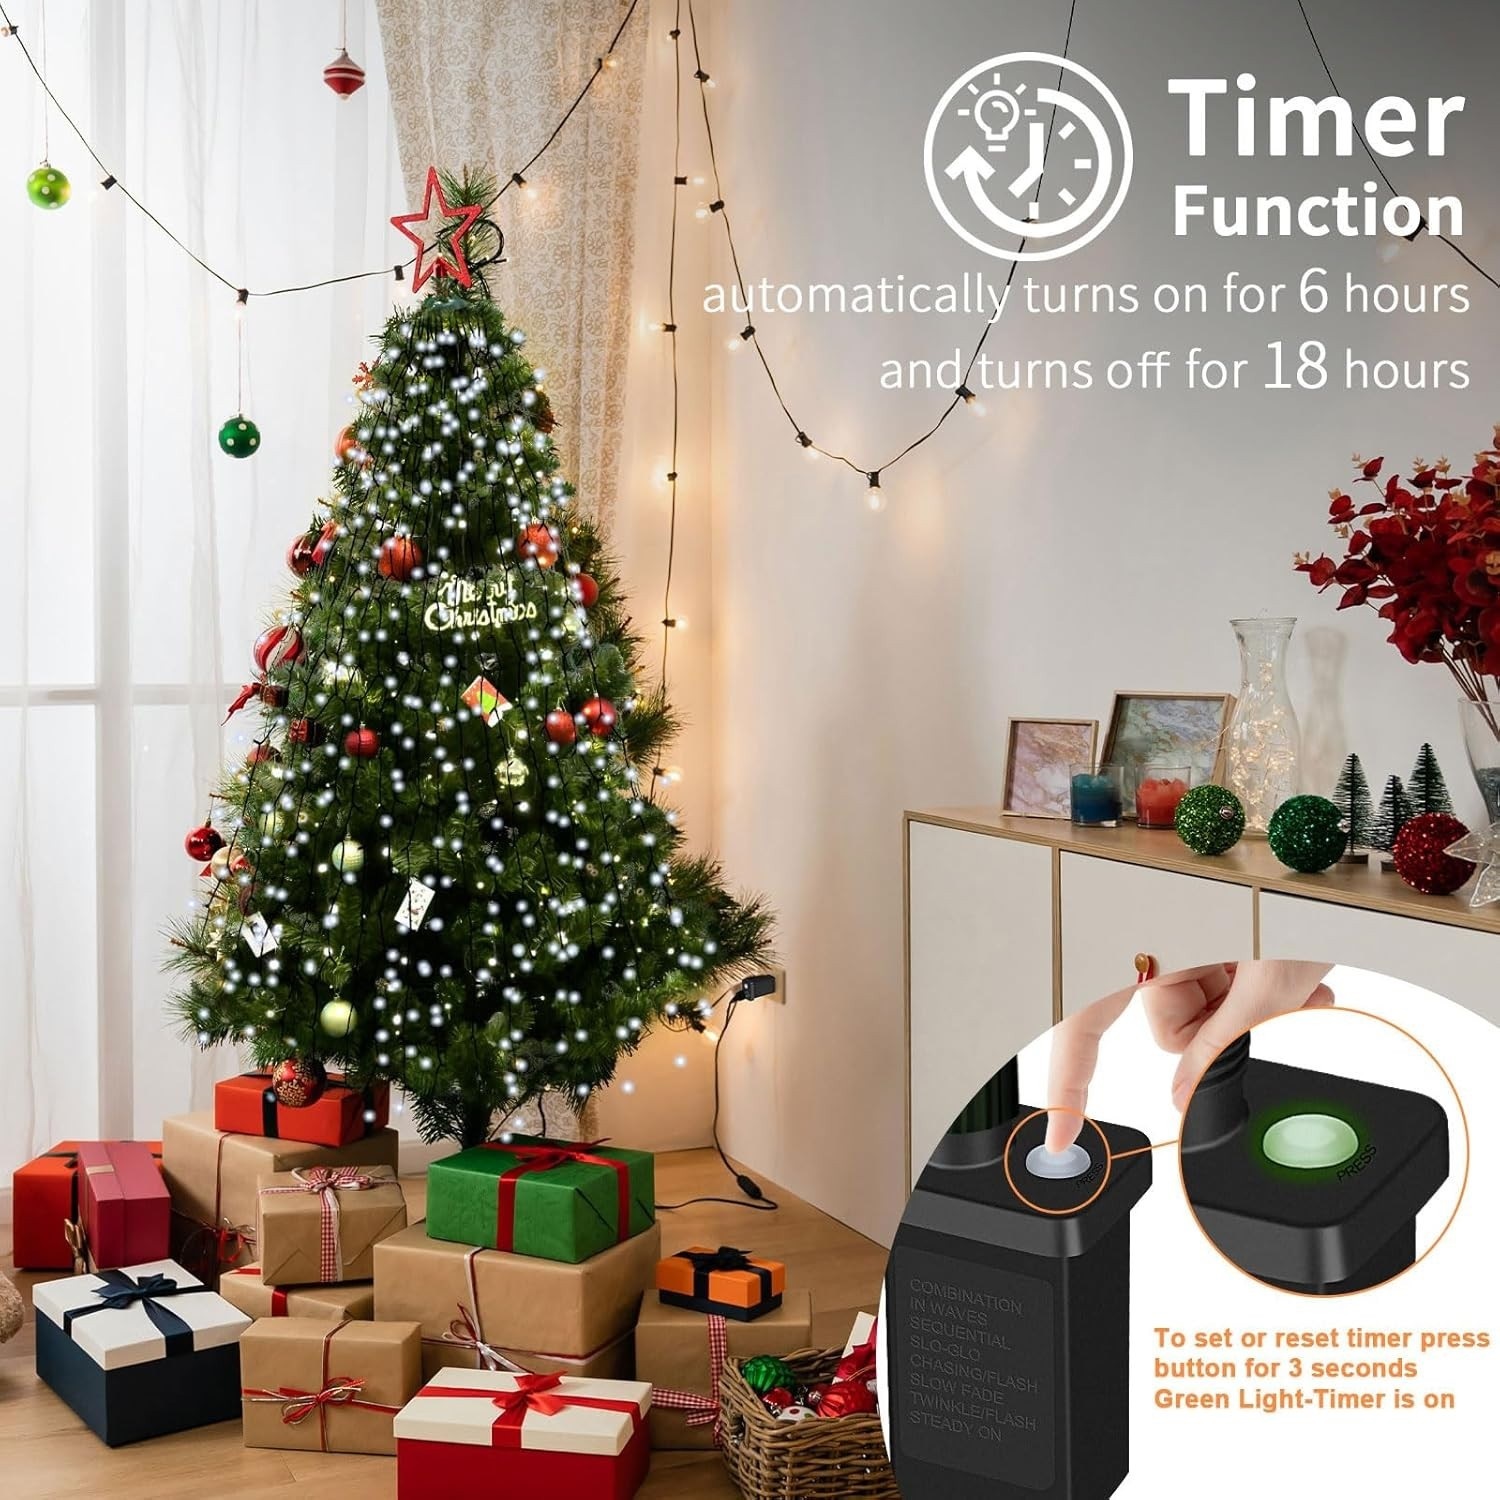 Timer
Function
automatically turns on for 6 hours
and turns off for 18 hours
Merry
Christmas
PRESS
PRESS
COMBINATION
IN WAVES
SEQUENTIAL
SLO-GLO
CHASING/FLASH
SLOW FADE
TWINKLE/FLASH
STEADY ON
To set or reset timer press
button for 3 seconds
Green Light-Timer is on